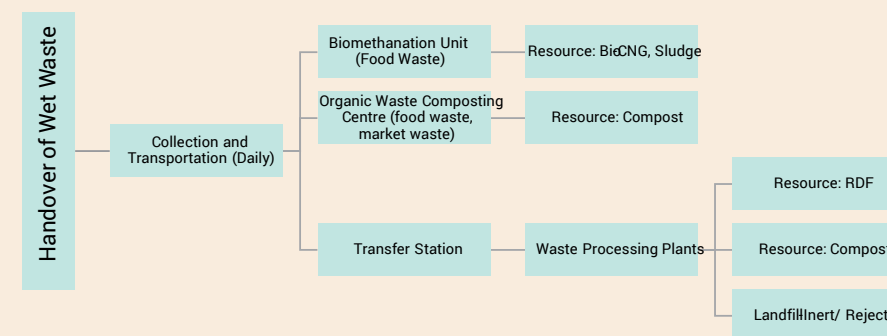 Handover of Wet Waste
Collection and
Transportation (Daily)
Biomethanation Unit
(Food Waste)
Resource: BioCNG, Sludge
Organic Waste Composting
Centre (food waste,
market waste)
Resource: Compost
Transfer Station
Waste Processing Plants
Resource: RDF
Resource: Compost
Landfill-Inert/ Reject